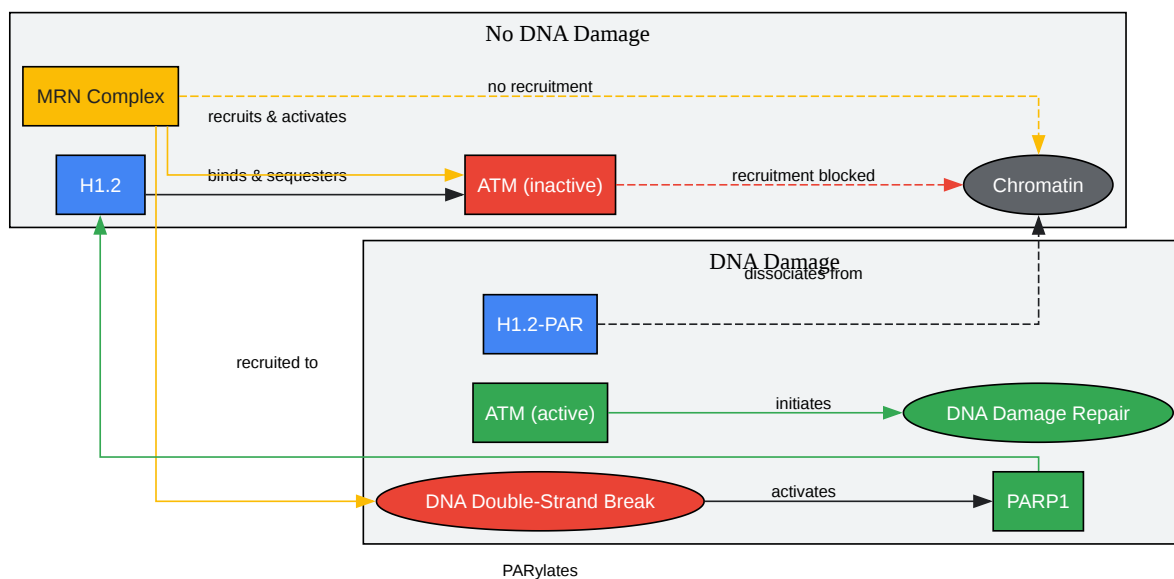 No DNA Damage
MRN Complex
no recruitment
recruits & activates
H1.2
binds & sequesters
ATM (inactive)
recruitment blocked
Chromatin
DNA Damage
dissociates from
H1.2-PAR
recruited to
ATM (active)
initiates
DNA Damage Repair
DNA Double-Strand Break
activates
PARP1
PARylates